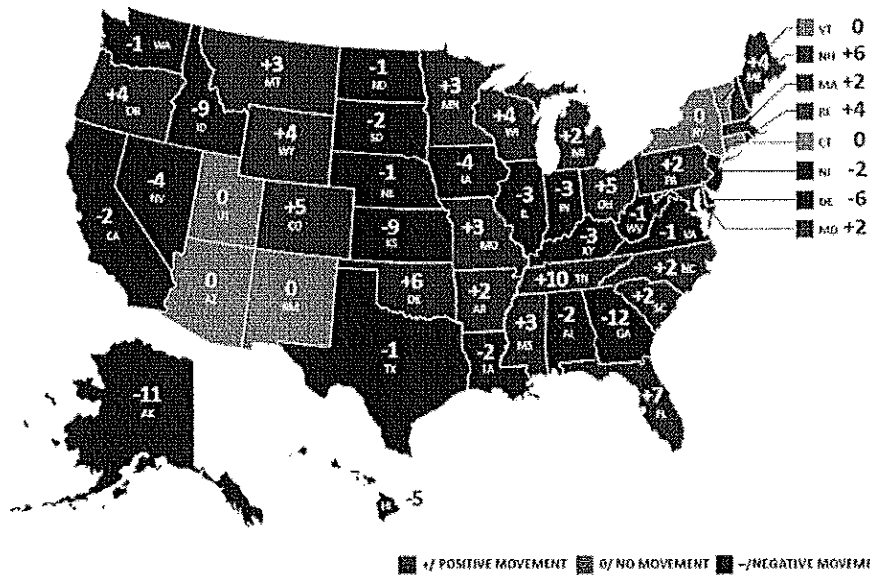 VT 0
NH +6
MA +2
RI +4
CT 0
NJ -2
DE -6
MD +2
-1 WA
+4
OR
-9
ID
+3
MT
+4
WY
-1
ND
-2
SD
-1
NE
-9
KS
+3
MN
-4
IA
+3
MO
+4
WI
+2
MI
-3
IL
-3
IN
+5
OH
-3
KY
-1
WV
-1 VA
+2
PA
0
NY
+4
ME
-2
CA
-4
NV
0
UT
+5
CO
0
AZ
0
NM
+6
OK
-1
TX
+2
AR
-2
LA
+3
MS
-2
AL
-12
GA
+10 TN
+2 NC
+2
SC
+7
FL
-11
AK
HI -5
+/ POSITIVE MOVEMENT 0/ NO MOVEMENT -/NEGATIVE MOVEME